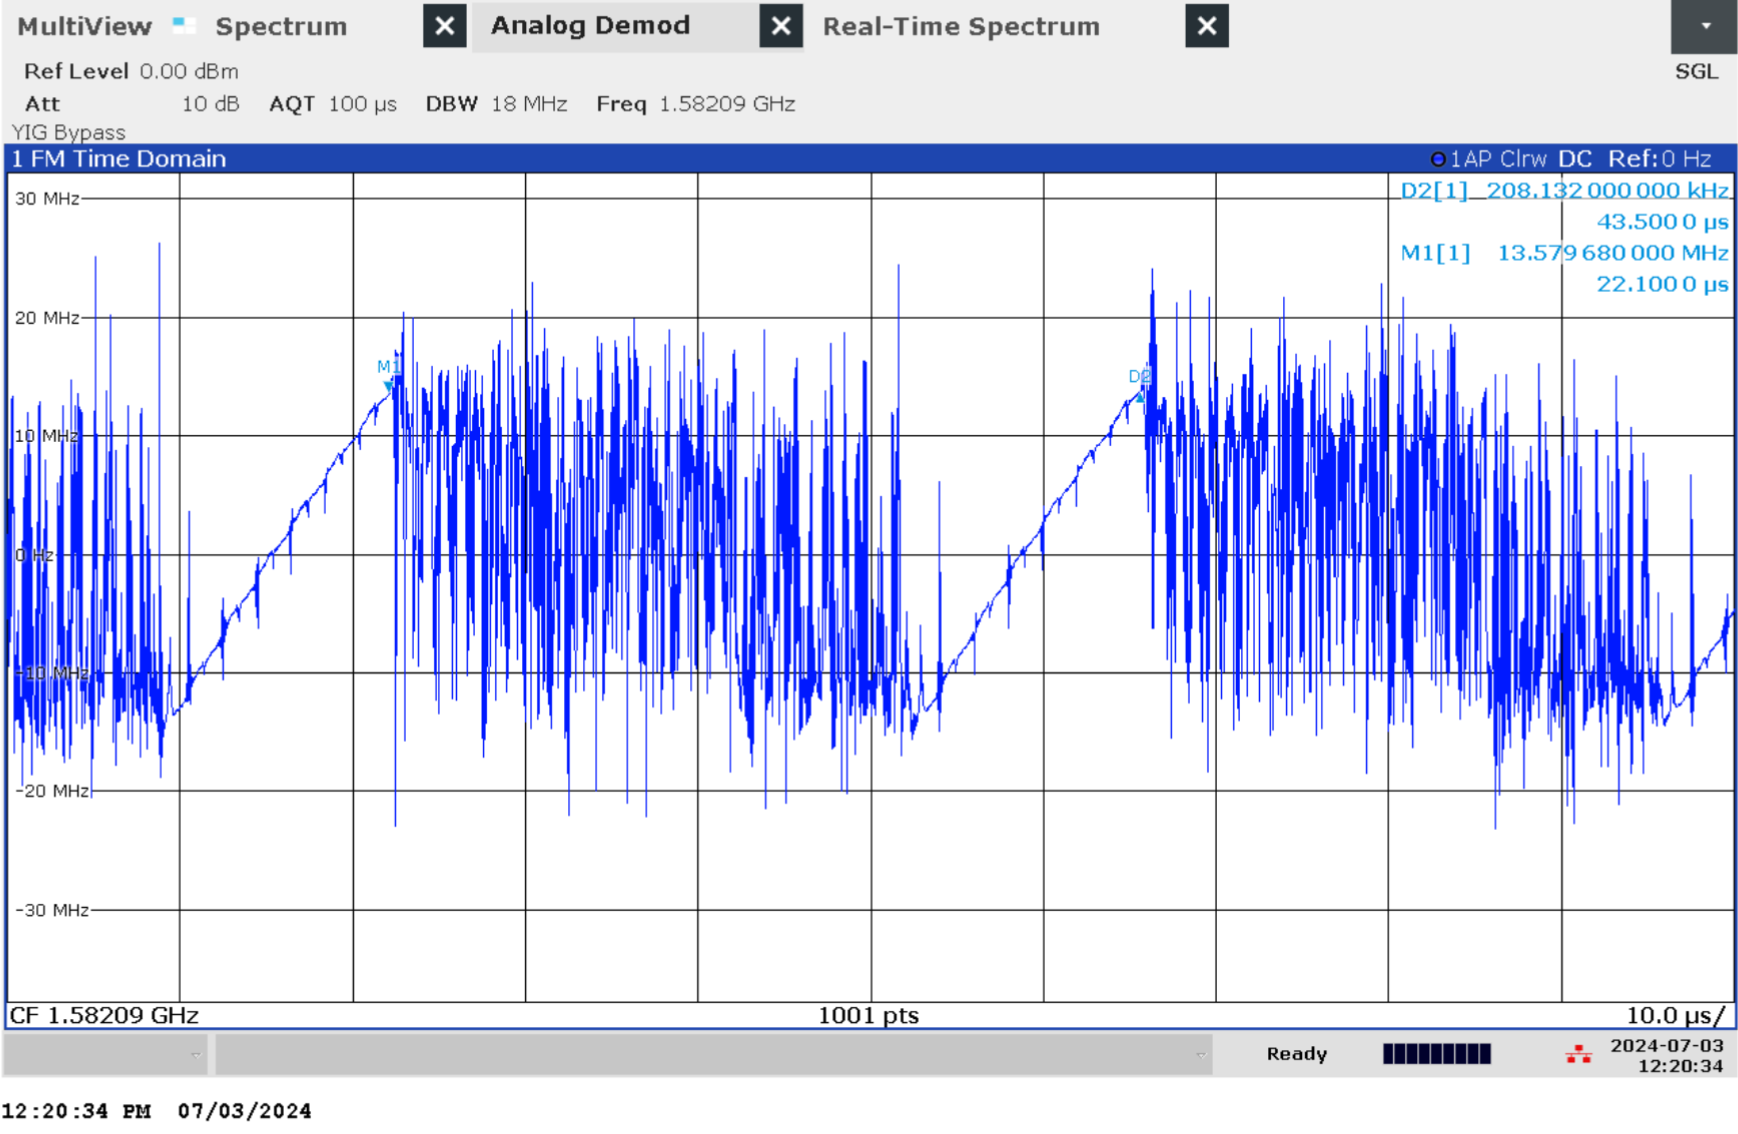 MultiView Spectrum Analog Demod Real-Time Spectrum
Ref Level 0.00 dBm SGL
Att 10 dB AQT 100 µs DBW 18 MHz Freq 1.58209 GHz
YIG Bypass
1 FM Time Domain 1AP Clrw DC Ref:0 Hz
D2[1] 208.132 000 000 kHz
30 MHz
43.500 0 µs
M1[1] 13.579 680 000 MHz
22.100 0 µs
20 MHz
M1
D2
10 MHz
0 Hz
-10 MHz
-20 MHz
-30 MHz
CF 1.58209 GHz 1001 pts 10.0 µs/
Ready 2024-07-03
12:20:34
12:20:34 PM 07/03/2024